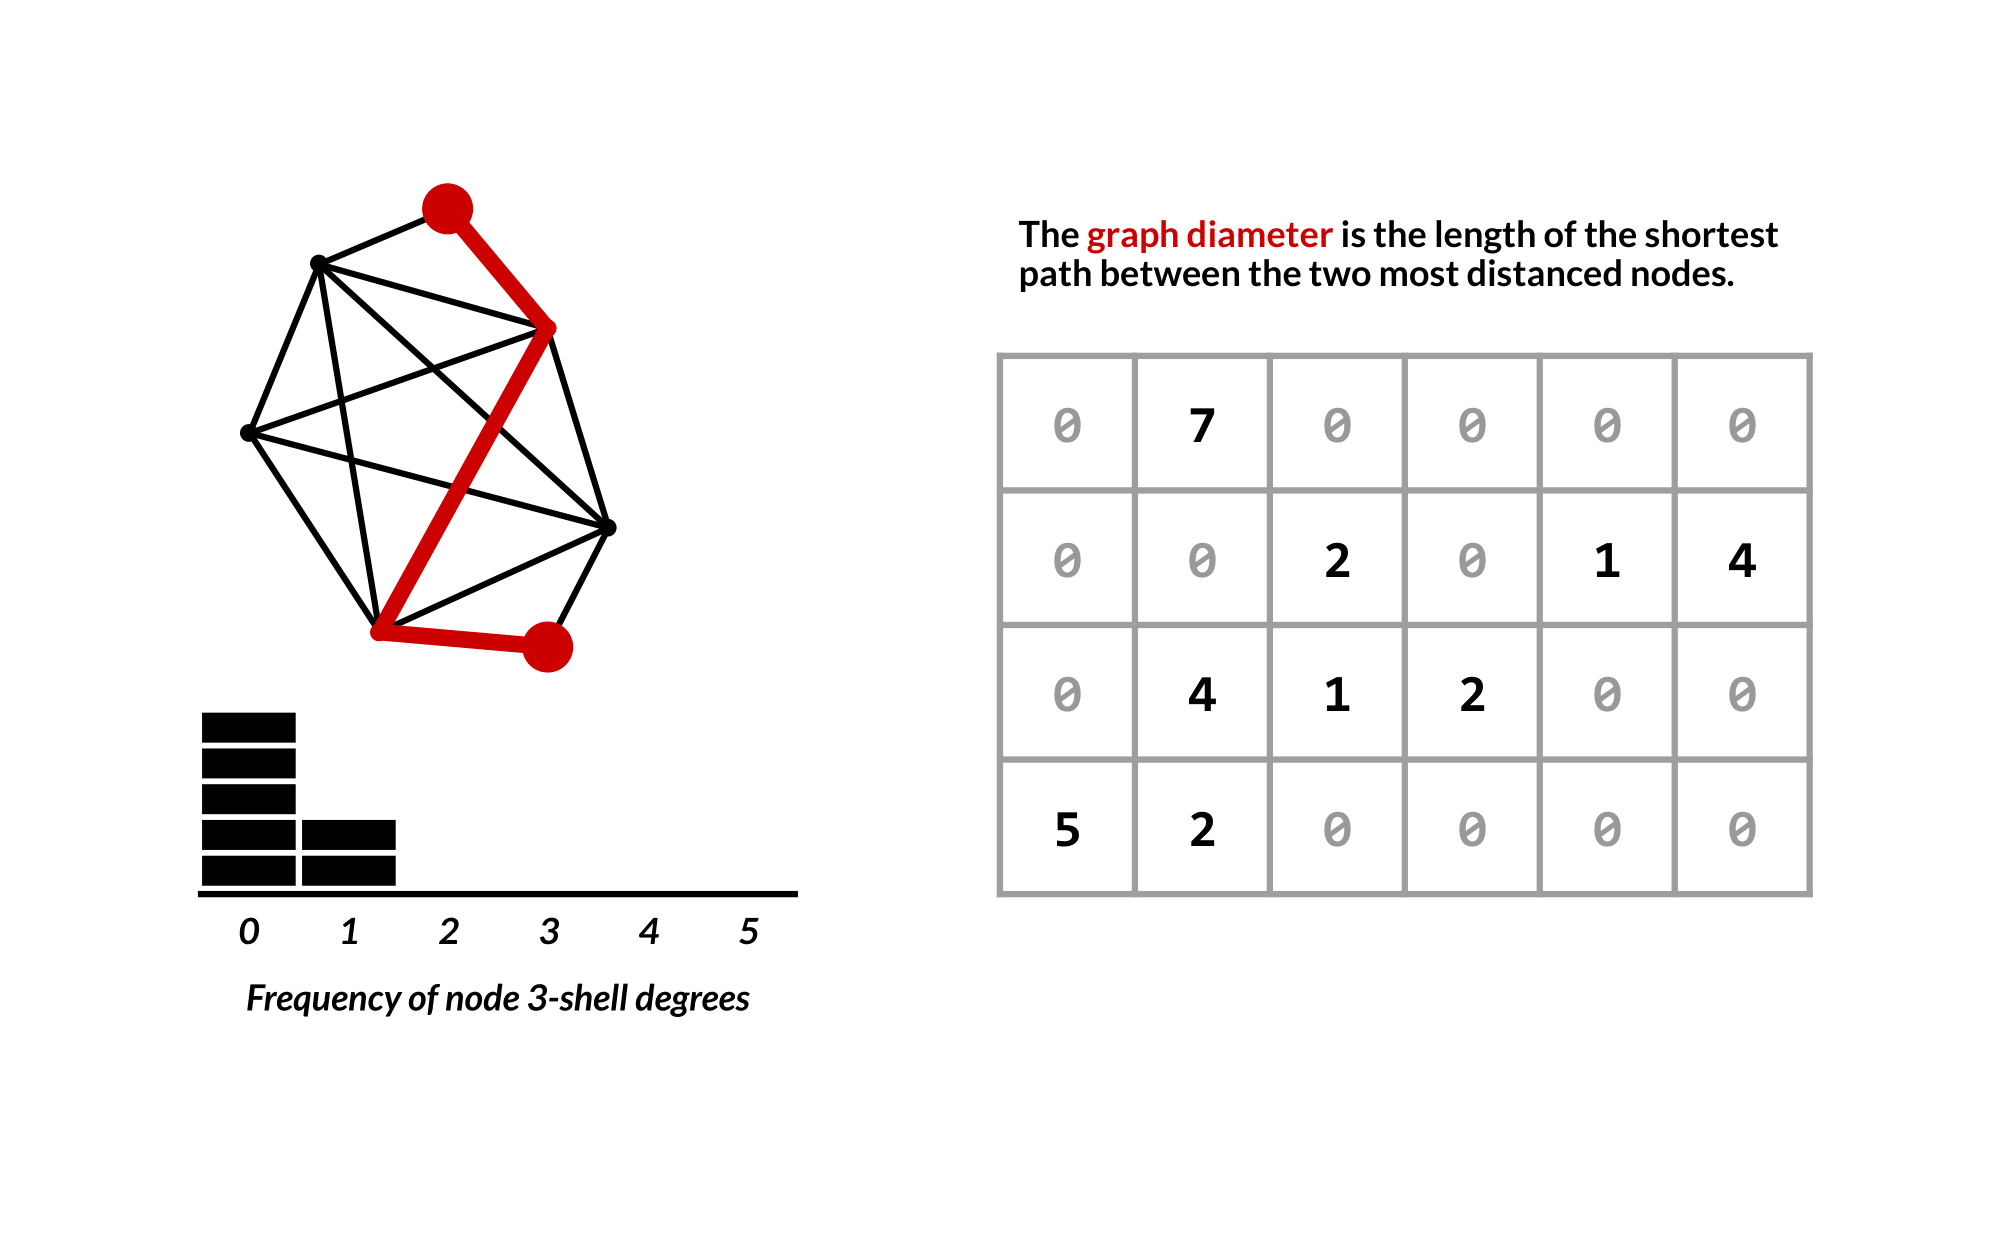 The graph diameter is the length of the shortest
path between the two most distanced nodes.
0 7 0 0 0 0
0 0 2 0 1 4
0 4 1 2 0 0
5 2 0 0 0 0
0 1 2 3 4 5
Frequency of node 3-shell degrees